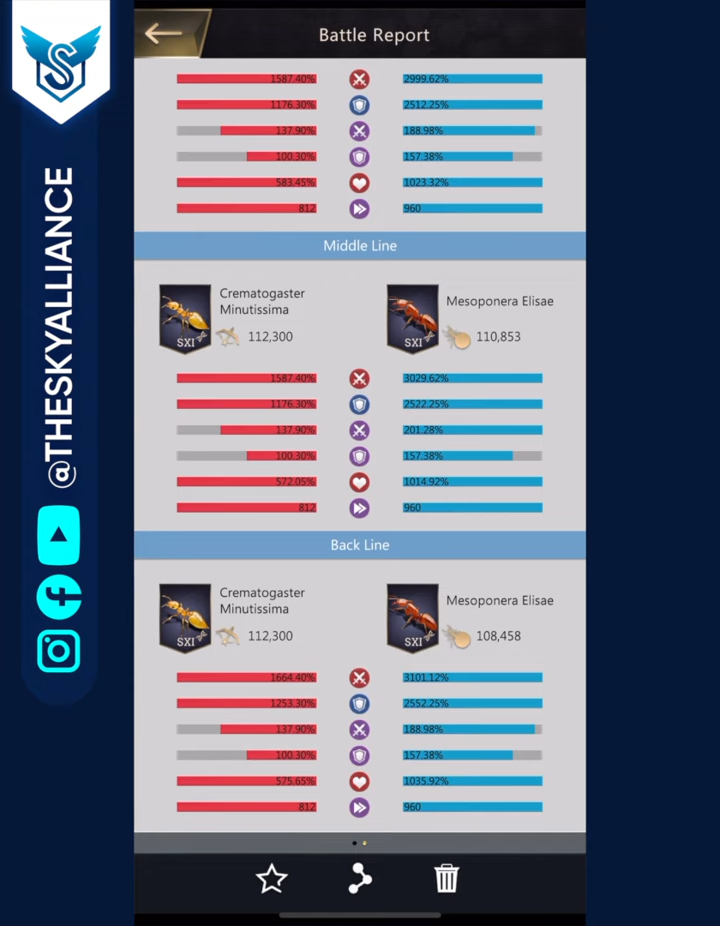 @THESKYALLIANCE
Battle Report
1587.40% 2999.62%
1176.30% 2512.25%
137.90% 188.98%
100.30% 157.38%
583.45% 1023.32%
812 960
Middle Line
Crematogaster
Minutissima
Mesoponera Elisae
SXI 112,300
SXI 110,853
1587.40% 3029.62%
1176.30% 2522.25%
137.90% 201.28%
100.30% 157.38%
572.05% 1014.92%
812 960
Back Line
Crematogaster
Minutissima
Mesoponera Elisae
SXI 112,300
SXI 108,458
1664.40% 3101.12%
1253.30% 2552.25%
137.90% 188.98%
100.30% 157.38%
575.65% 1035.92%
812 960